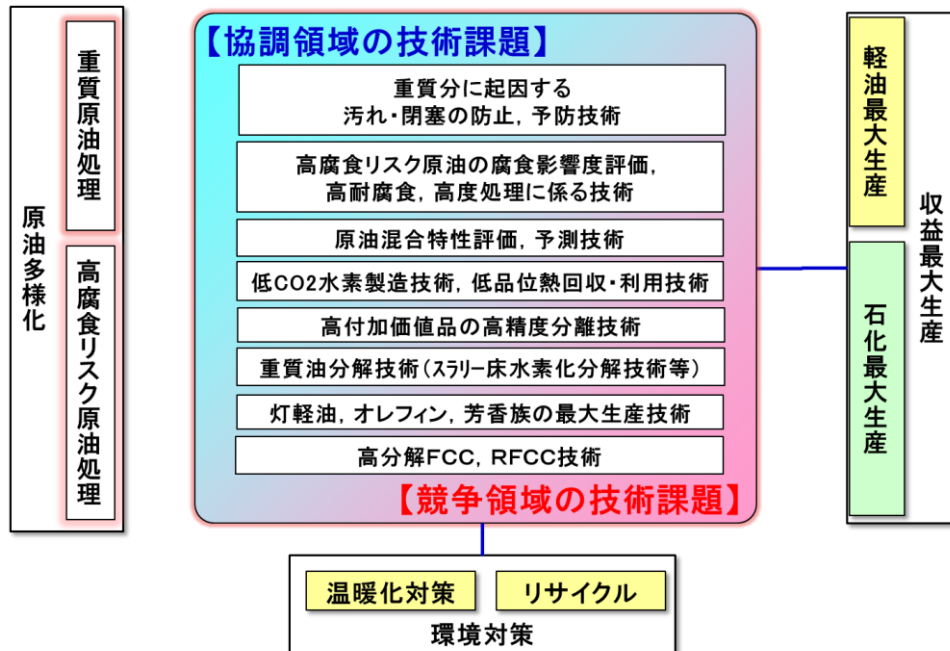 原油多様化
重質原油処理
高腐食リスク原油処理
【協調領域の技術課題】
重質分に起因する
汚れ・閉塞の防止，予防技術
高腐食リスク原油の腐食影響度評価，
高耐腐食，高度処理に係る技術
原油混合特性評価，予測技術
低CO2水素製造技術，低品位熱回収・利用技術
高付加価値品の高精度分離技術
重質油分解技術（スラリー床水素化分解技術等）
灯軽油，オレフィン，芳香族の最大生産技術
高分解FCC，RFCC技術
【競争領域の技術課題】
軽油最大生産
石化最大生産
収益最大生産
温暖化対策
リサイクル
環境対策